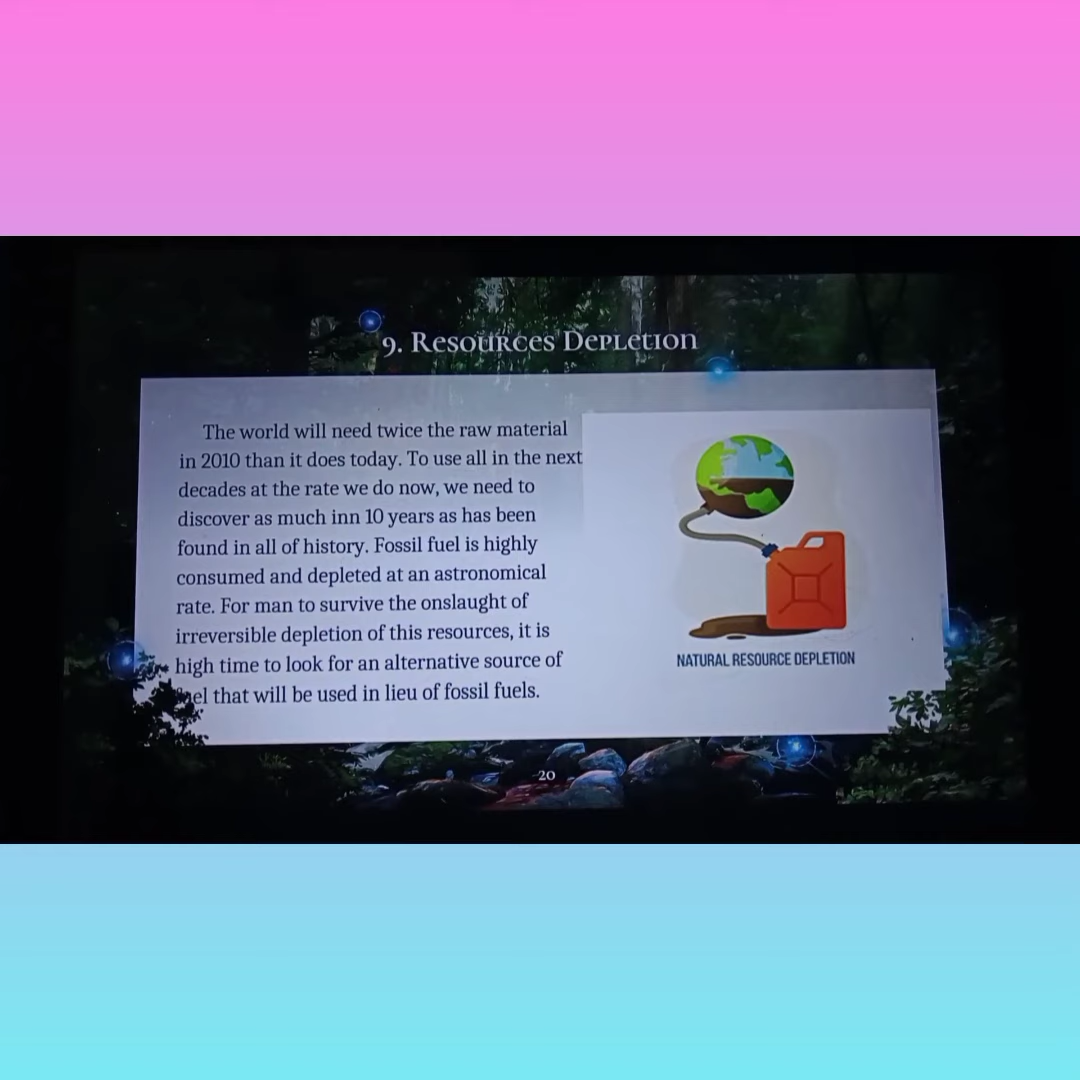 9. Resources Depletion
The world will need twice the raw material
in 2010 than it does today. To use all in the next
decades at the rate we do now, we need to
discover as much inn 10 years as has been
found in all of history. Fossil fuel is highly
consumed and depleted at an astronomical
rate. For man to survive the onslaught of
irreversible depletion of this resources, it is
high time to look for an alternative source of
fuel that will be used in lieu of fossil fuels.
NATURAL RESOURCE DEPLETION
20